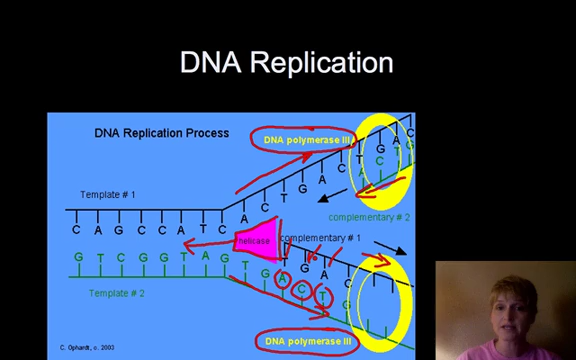 DNA Replication
DNA Replication Process
DNA polymerase III
T G A C
A C T G
Template # 1
A C T G A C
C A G C C A T C
complementary # 2
helicase
complementary # 1
G T C G G T A G
T G A C T G
T G A C
Template # 2
DNA polymerase III
C. Ophardt, c. 2003